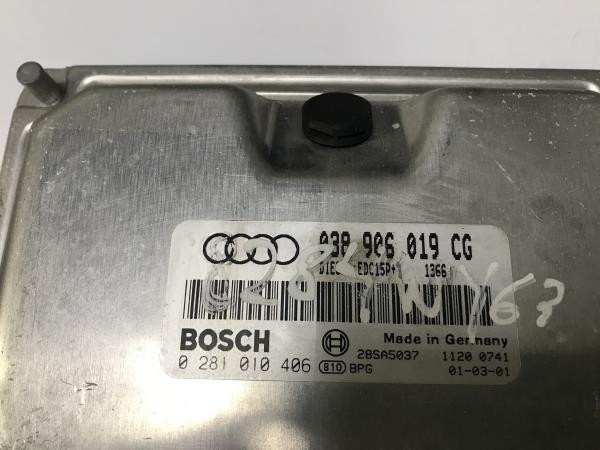 038 906 019 CG
EDC15P+ 1366
BOSCH Made in Germany
28SA5037 1120 0741
0 281 010 406 810 BPG 01-03-01